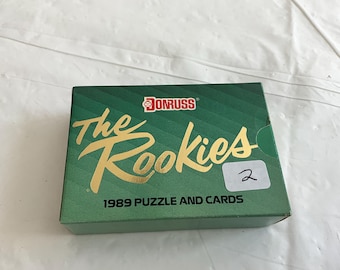 DONRUSS
The
Rookies
2
1989 PUZZLE AND CARDS